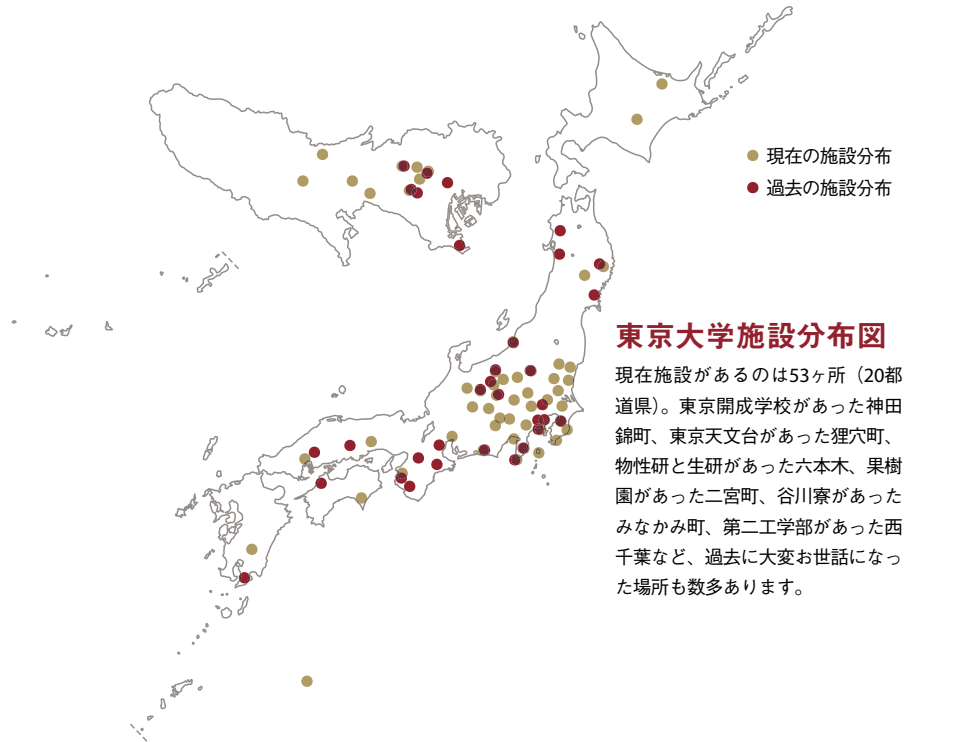 現在の施設分布
過去の施設分布
東京大学施設分布図
現在施設があるのは53ヶ所（20都
道県）。東京開成学校があった神田
錦町、東京天文台があった狸穴町、
物性研と生研があった六本木、果樹
園があった二宮町、谷川寮があった
みなかみ町、第二工学部があった西
千葉など、過去に大変お世話になっ
た場所も数多あります。